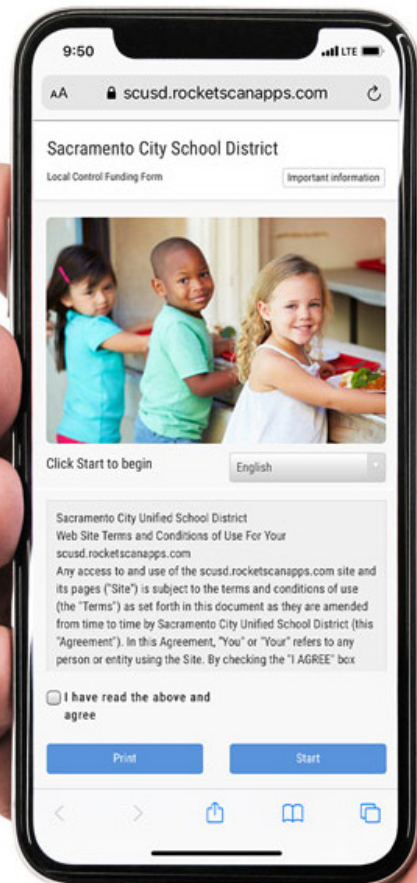 9:50 LTE
AA scusd.rocketscanapps.com
Sacramento City School District
Local Control Funding Form Important information
Click Start to begin English
Sacramento City Unified School District
Web Site Terms and Conditions of Use For Your
scusd.rocketscanapps.com
Any access to and use of the scusd.rocketscanapps.com site and
its pages ("Site") is subject to the terms and conditions of use
(the "Terms") as set forth in this document as they are amended
from time to time by Sacramento City Unified School District (this
"Agreement"). In this Agreement, "You" or "Your" refers to any
person or entity using the Site. By checking the "I AGREE" box
I have read the above and
agree
Print Start